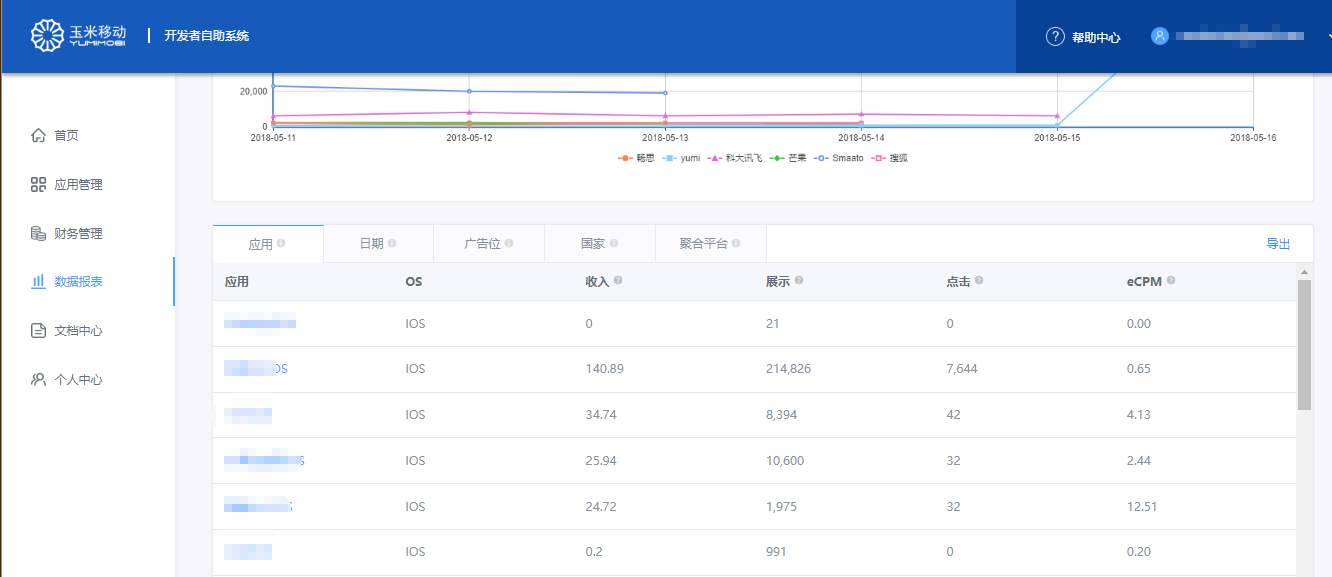 玉米移动
YUMIMOBI
开发者自助系统
帮助中心
首页
应用管理
财务管理
数据报表
文档中心
个人中心
20,000
0
2018-05-11 2018-05-12 2018-05-13 2018-05-14 2018-05-15 2018-05-16
畅思 yumi 科大讯飞 芒果 Smaato 搜狐
应用 日期 广告位 国家 聚合平台 导出
应用 OS 收入 展示 点击 eCPM
IOS 0 21 0 0.00
OS IOS 140.89 214,826 7,644 0.65
IOS 34.74 8,394 42 4.13
S IOS 25.94 10,600 32 2.44
S IOS 24.72 1,975 32 12.51
IOS 0.2 991 0 0.20